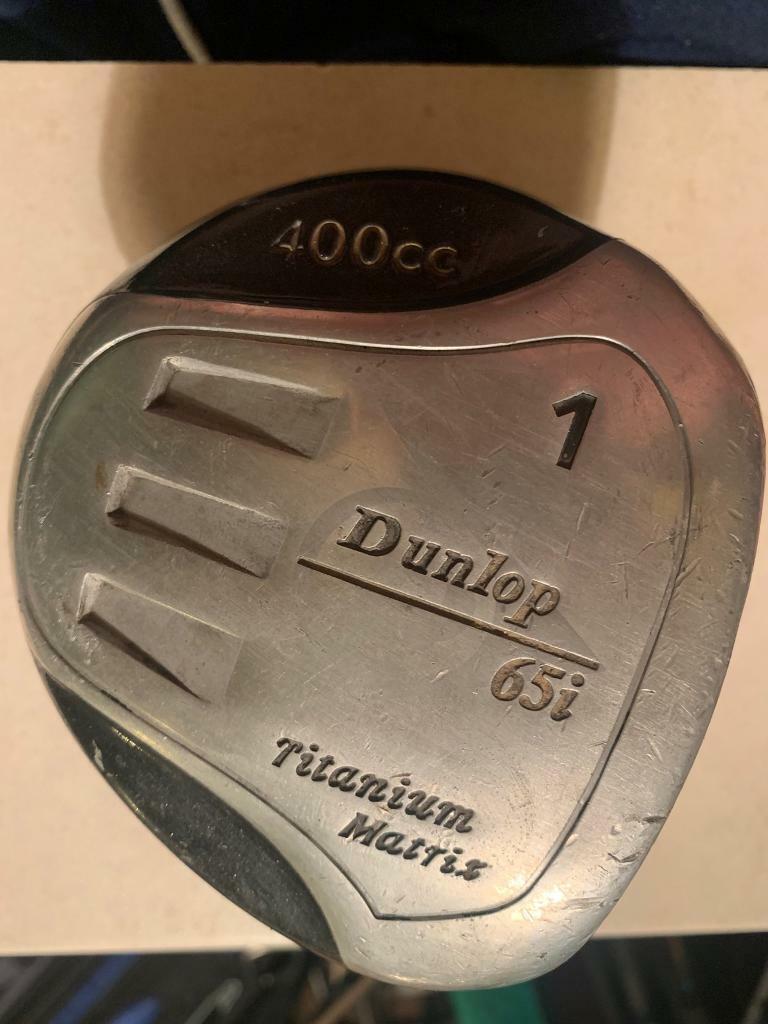 400cc
1
Dunlop
65i
Titanium
Matrix